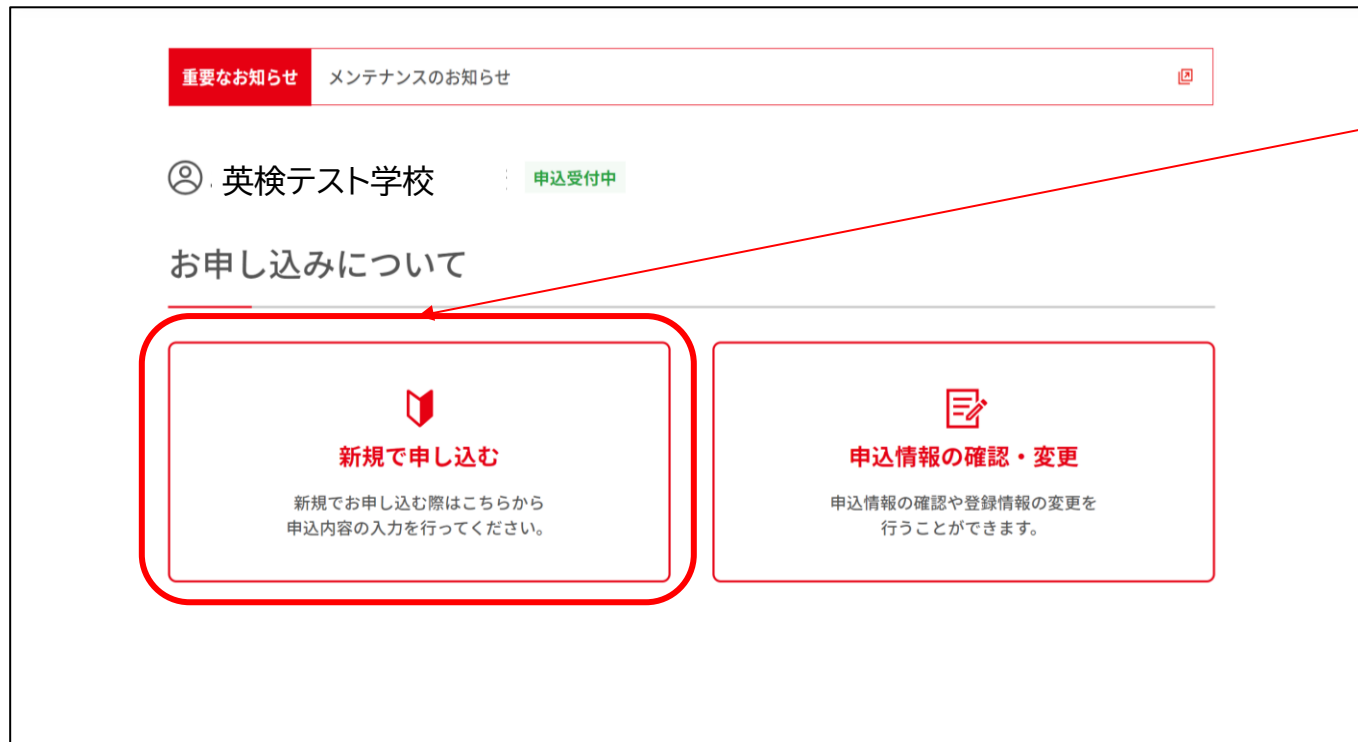 重要なお知らせ メンテナンスのお知らせ
英検テスト学校 申込受付中
お申し込みについて
新規で申し込む
新規でお申し込む際はこちらから
申込内容の入力を行ってください。
申込情報の確認・変更
申込情報の確認や登録情報の変更を
行うことができます。